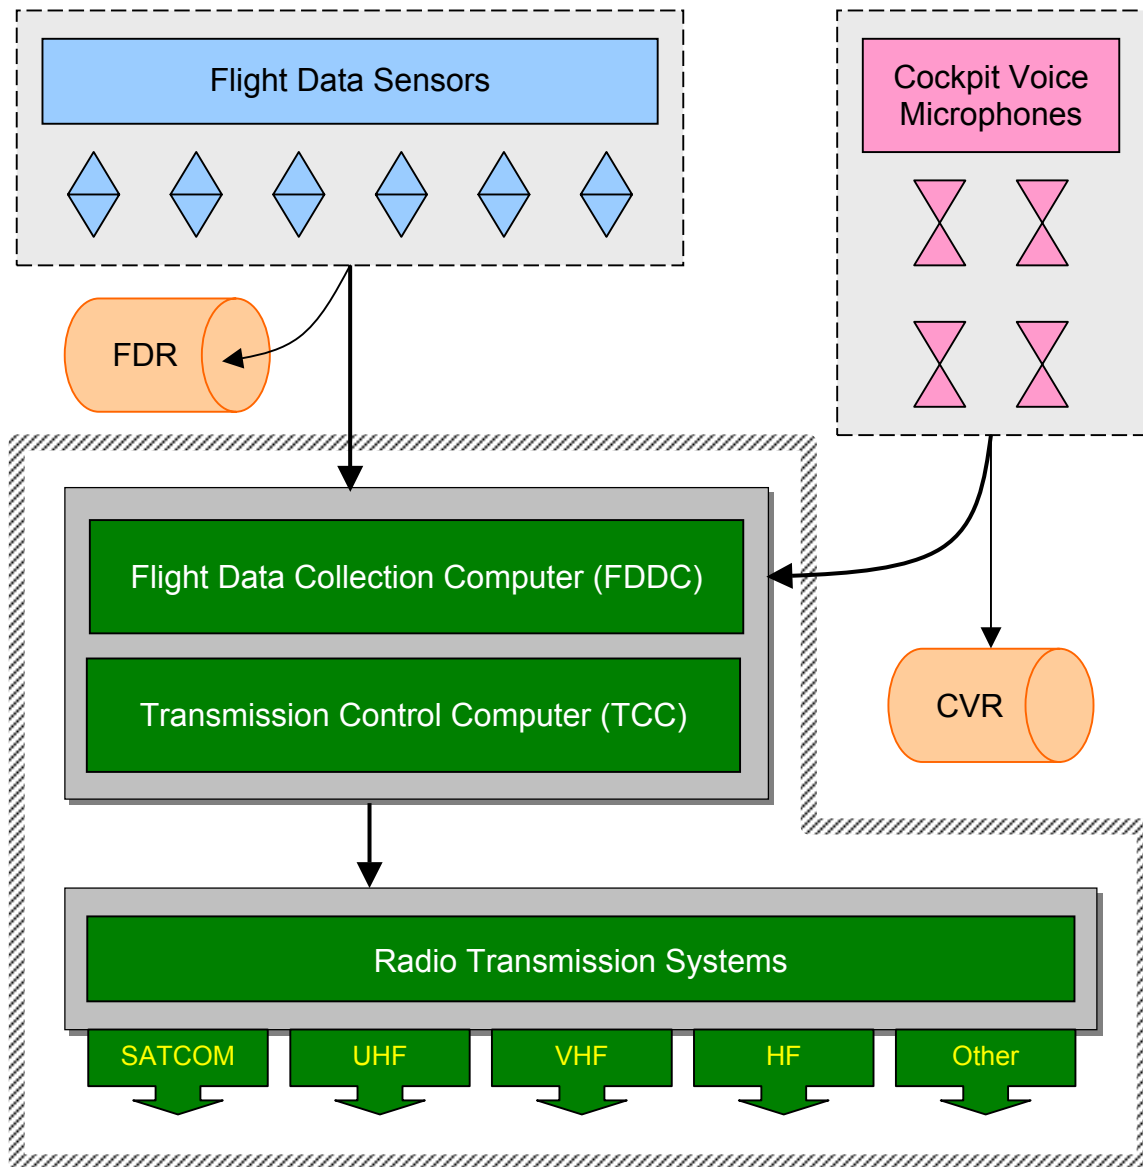 Flight Data Sensors
Cockpit Voice
Microphones
FDR
Flight Data Collection Computer (FDDC)
Transmission Control Computer (TCC)
CVR
Radio Transmission Systems
SATCOM
UHF
VHF
HF
Other